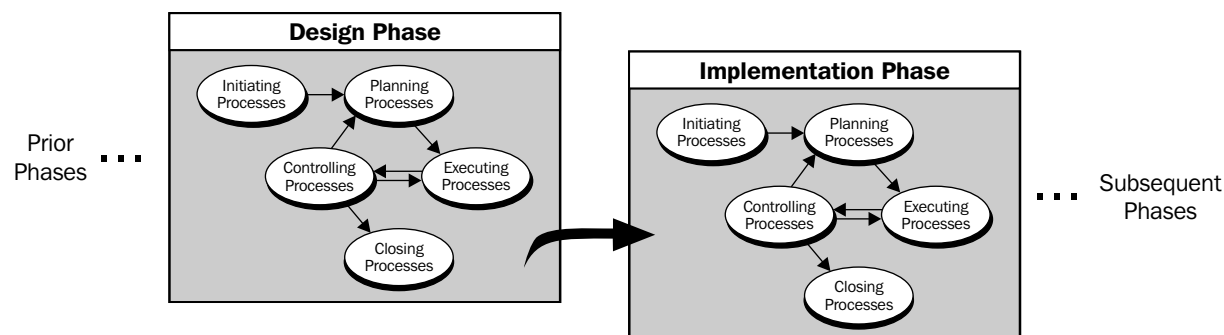 Design Phase
Initiating
Processes
Planning
Processes
Controlling
Processes
Executing
Processes
Closing
Processes
Prior
Phases
Implementation Phase
Initiating
Processes
Planning
Processes
Controlling
Processes
Executing
Processes
Closing
Processes
Subsequent
Phases